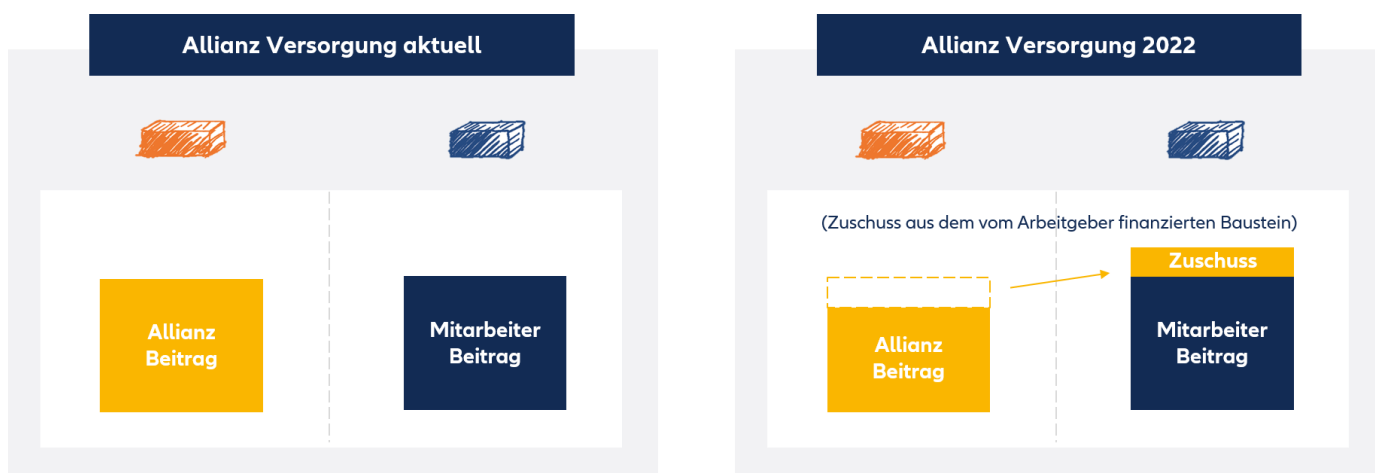 Allianz Versorgung aktuell
Allianz
Beitrag
Mitarbeiter
Beitrag
Allianz Versorgung 2022
(Zuschuss aus dem vom Arbeitgeber finanzierten Baustein)
Zuschuss
Allianz
Beitrag
Mitarbeiter
Beitrag